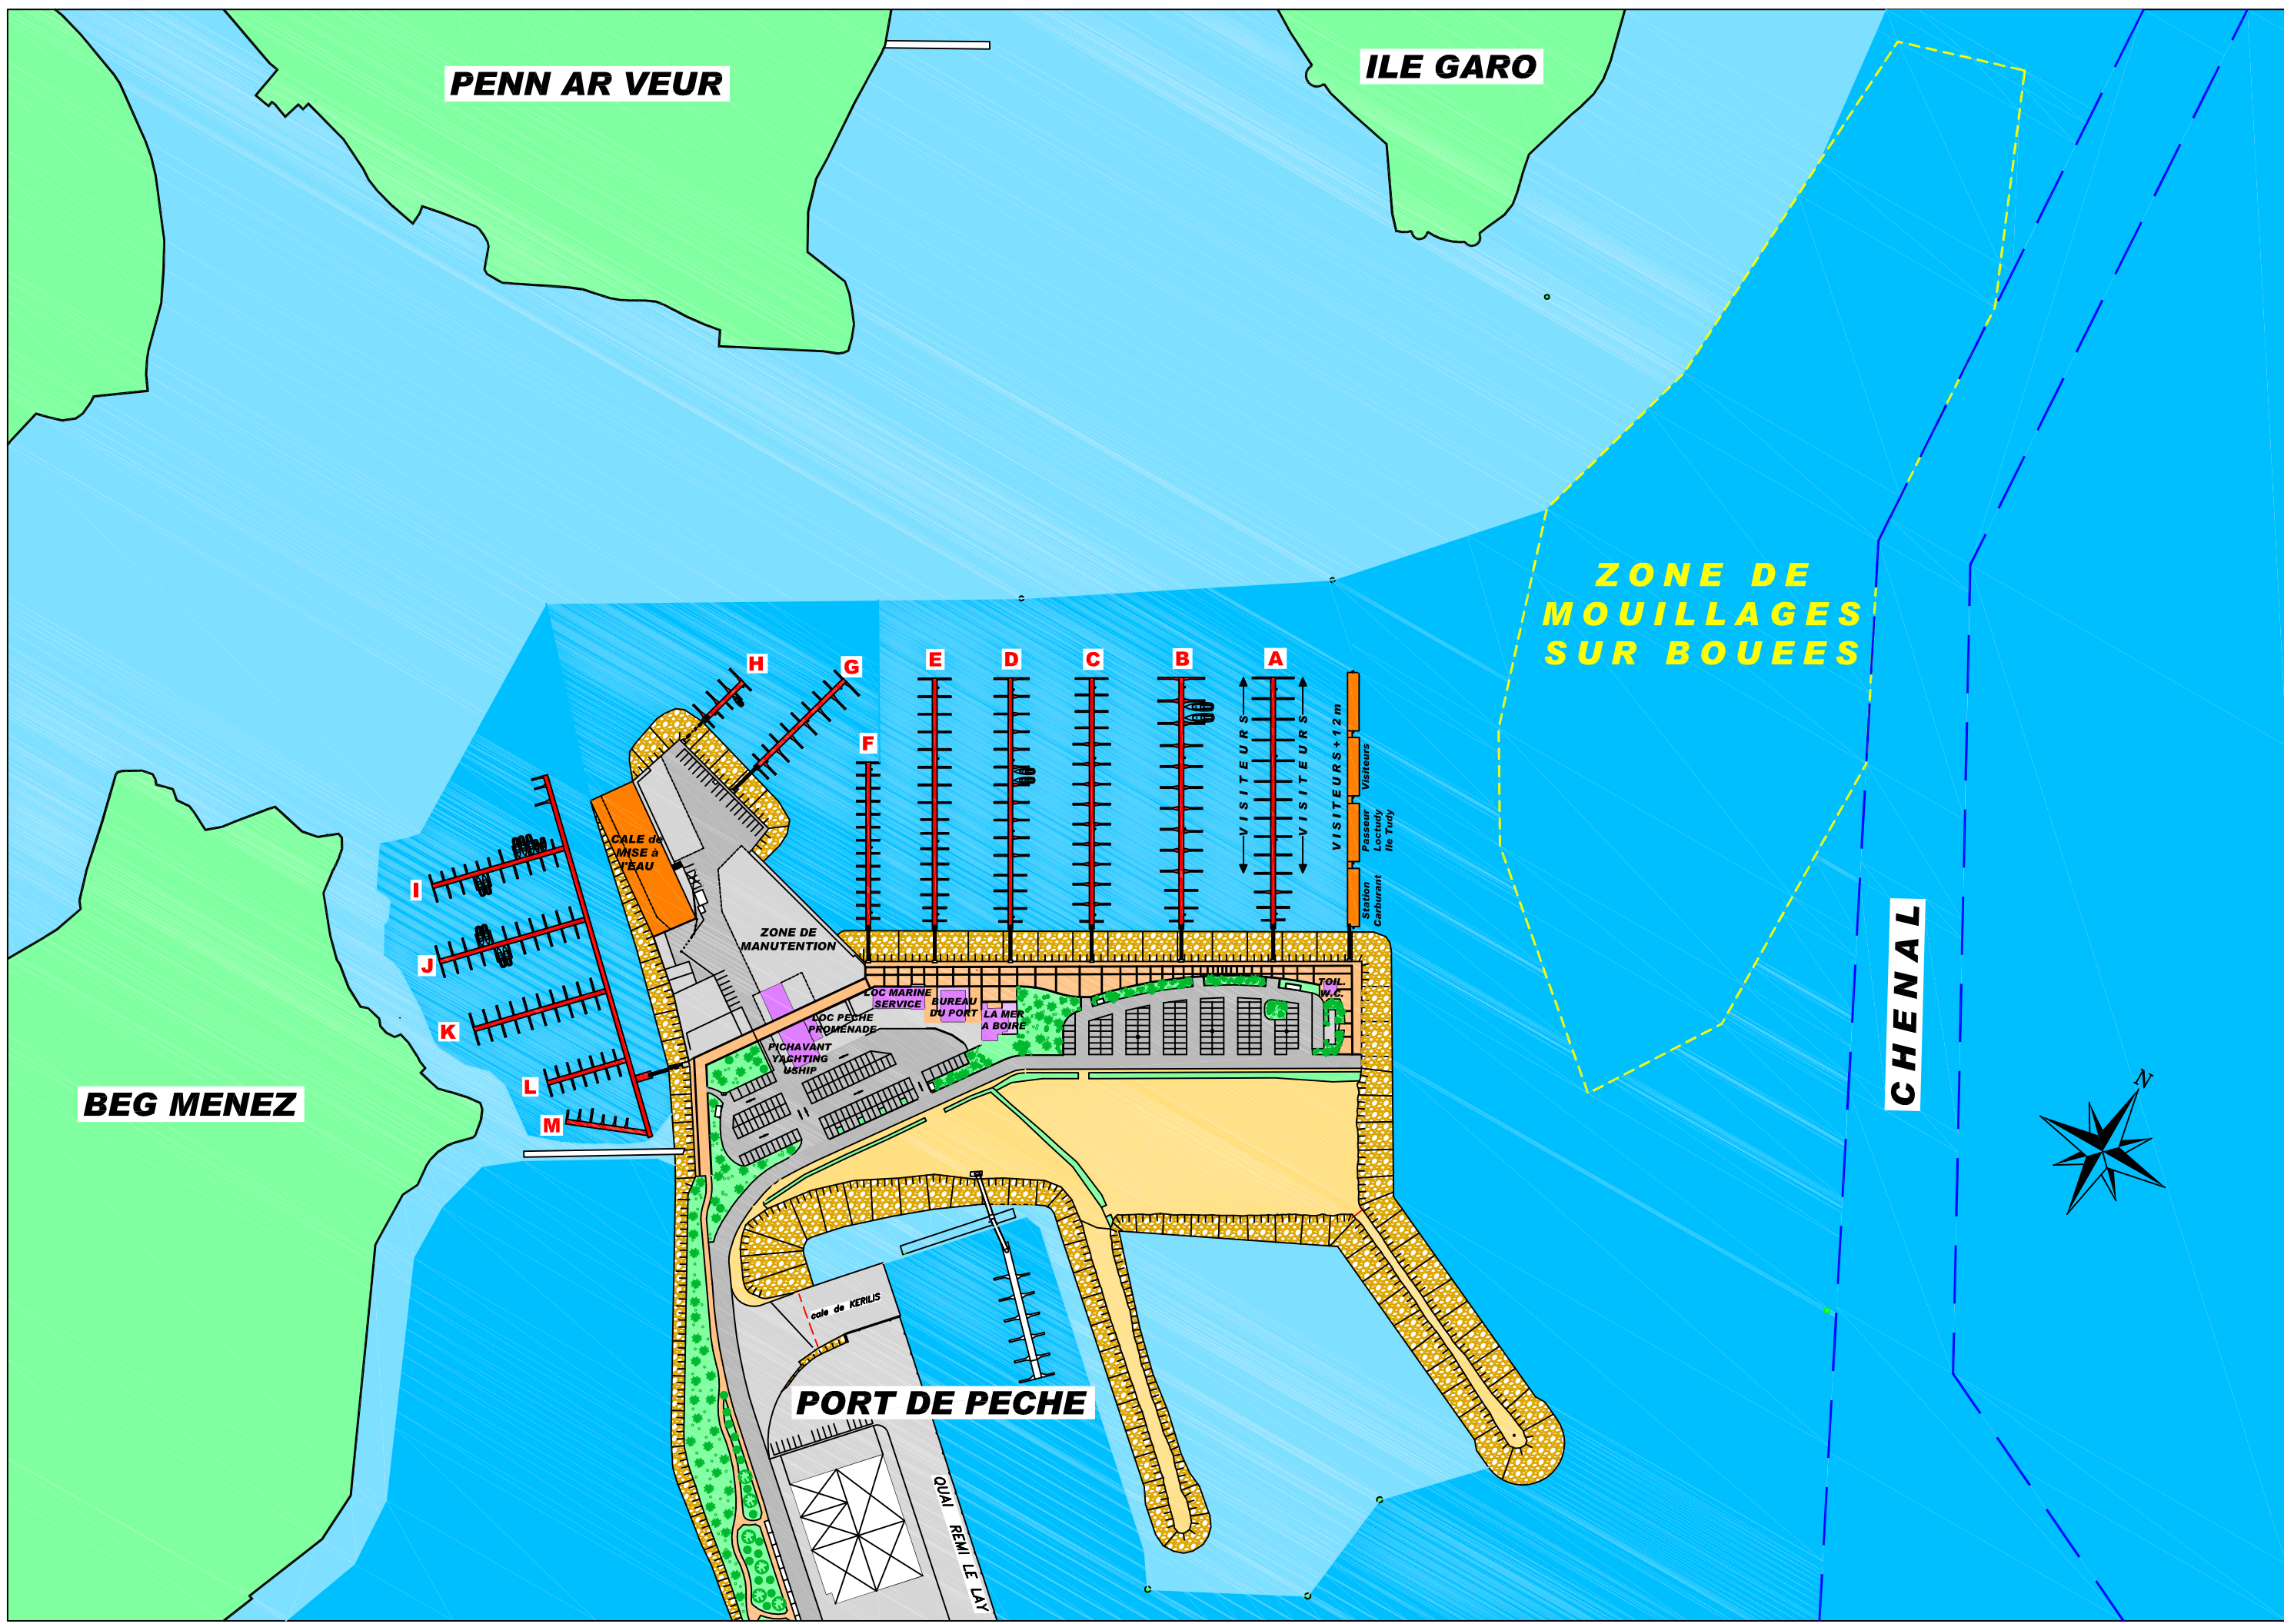 PENN AR VEUR
ILE GARO
ZONE DE
MOUILLAGES
SUR BOUEES
H
G
E
D
C
B
A
F
VISITEURS
VISITEURS
VISITEURS + 12 m
Visiteurs
Passeur
Loctudy
Ile Tudy
Station
Carburant
CALE de
MISE à
l'EAU
I
J
K
L
M
ZONE DE
MANUTENTION
LOC MARINE
SERVICE
BUREAU
DU PORT
LA MER
A BOIRE
TOIL.
W.C.
LOC PECHE
PROMENADE
PICHAVANT
YACHTING
USHIP
BEG MENEZ
CHENAL
N
cale de KERILIS
PORT DE PECHE
QUAI REMI LE LAY